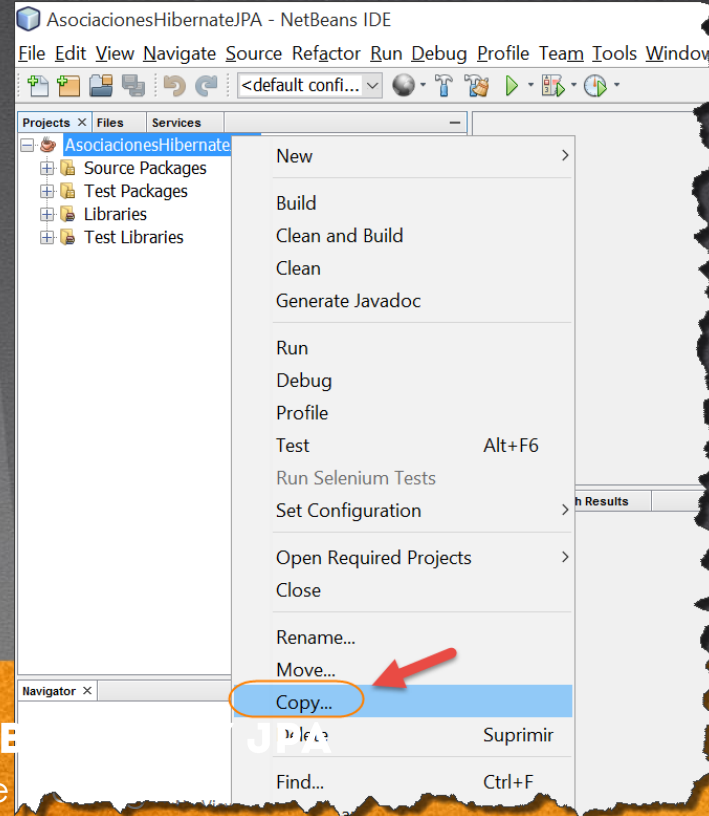 AsociacionesHibernateJPA - NetBeans IDE
File Edit View Navigate Source Refactor Run Debug Profile Team Tools Window
<default confi...
Projects Files Services
AsociacionesHibernate
Source Packages
Test Packages
Libraries
Test Libraries
New
Build
Clean and Build
Clean
Generate Javadoc
Run
Debug
Profile
Test Alt+F6
Run Selenium Tests
Set Configuration
h Results
Open Required Projects
Close
Rename...
Move...
Navigator
Copy...
Delete Suprimir
JPA
Find... Ctrl+F